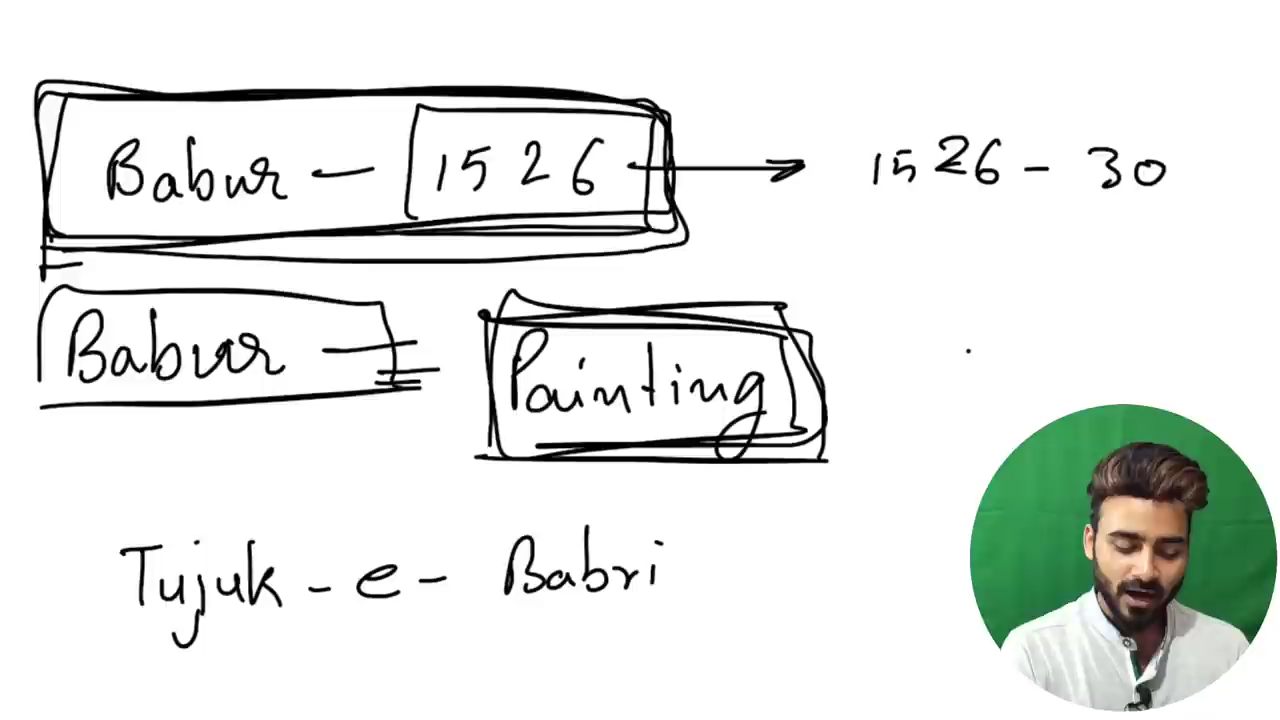 Babur - 1526 → 1526 - 30
Babur - Painting
Tujuk - e - Babri